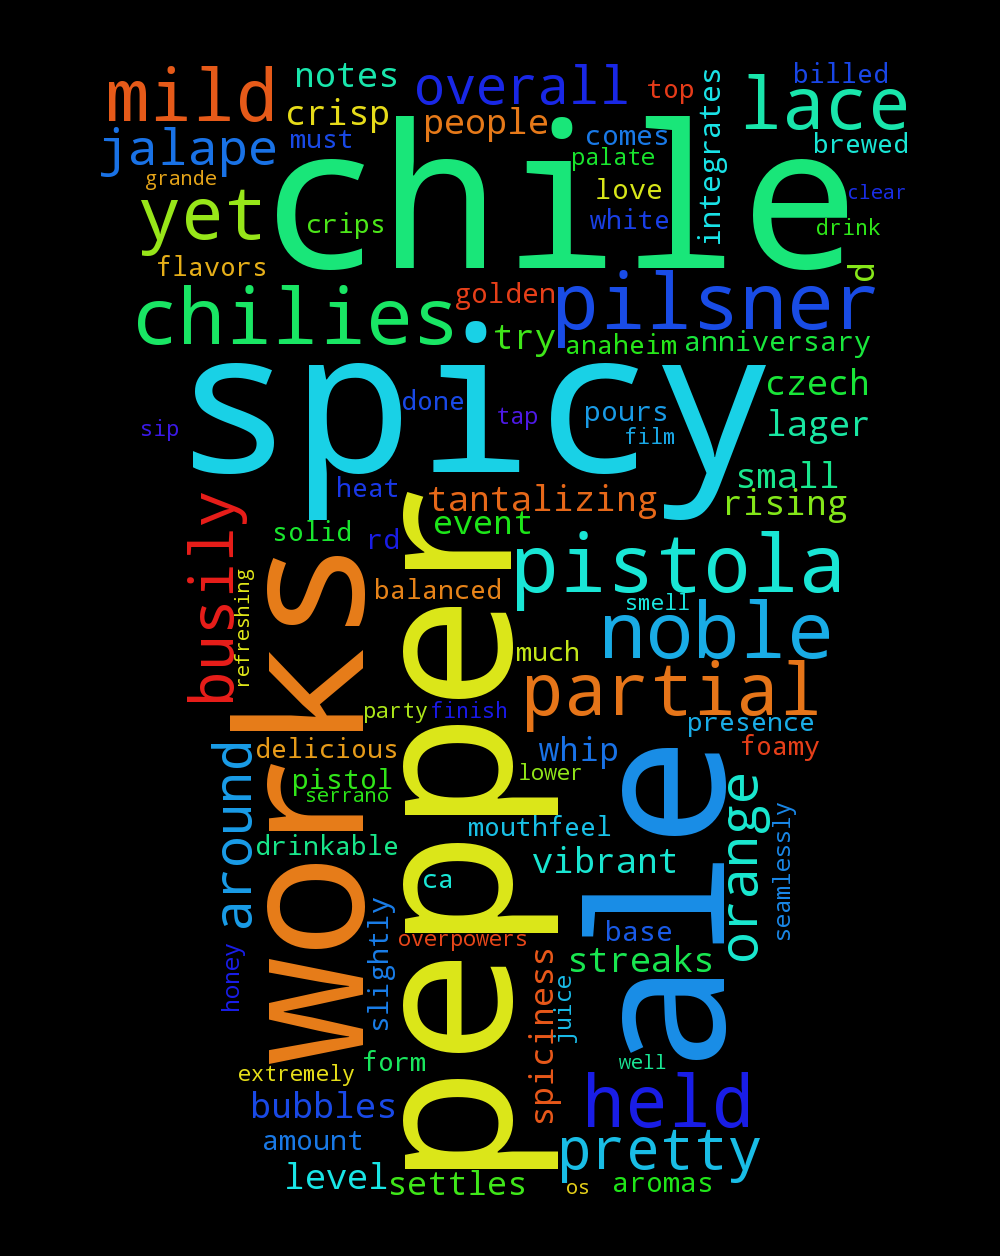 mild
notes
overall
top
integrates
lace
billed
crisp
people
jalape
must
comes
brewed
palate
grande
chile
love
clear
yet
crips
white
drink
flavors
d
chilies
golden
pilsner
try
anaheim
anniversary
spicy
czech
done
tap
pours
lager
sip
film
heat
small
tantalizing
rising
busily
solid
rd
event
pistola
refreshing
works
balanced
smell
pepper
noble
much
partial
party
finish
presence
around
delicious
whip
foamy
pistol
lower
ale
orange
serrano
seamlessly
mouthfeel
drinkable
vibrant
ca
slightly
overpowers
base
honey
streaks
spiciness
juice
form
well
extremely
held
bubbles
amount
pretty
level
settles
os
aromas